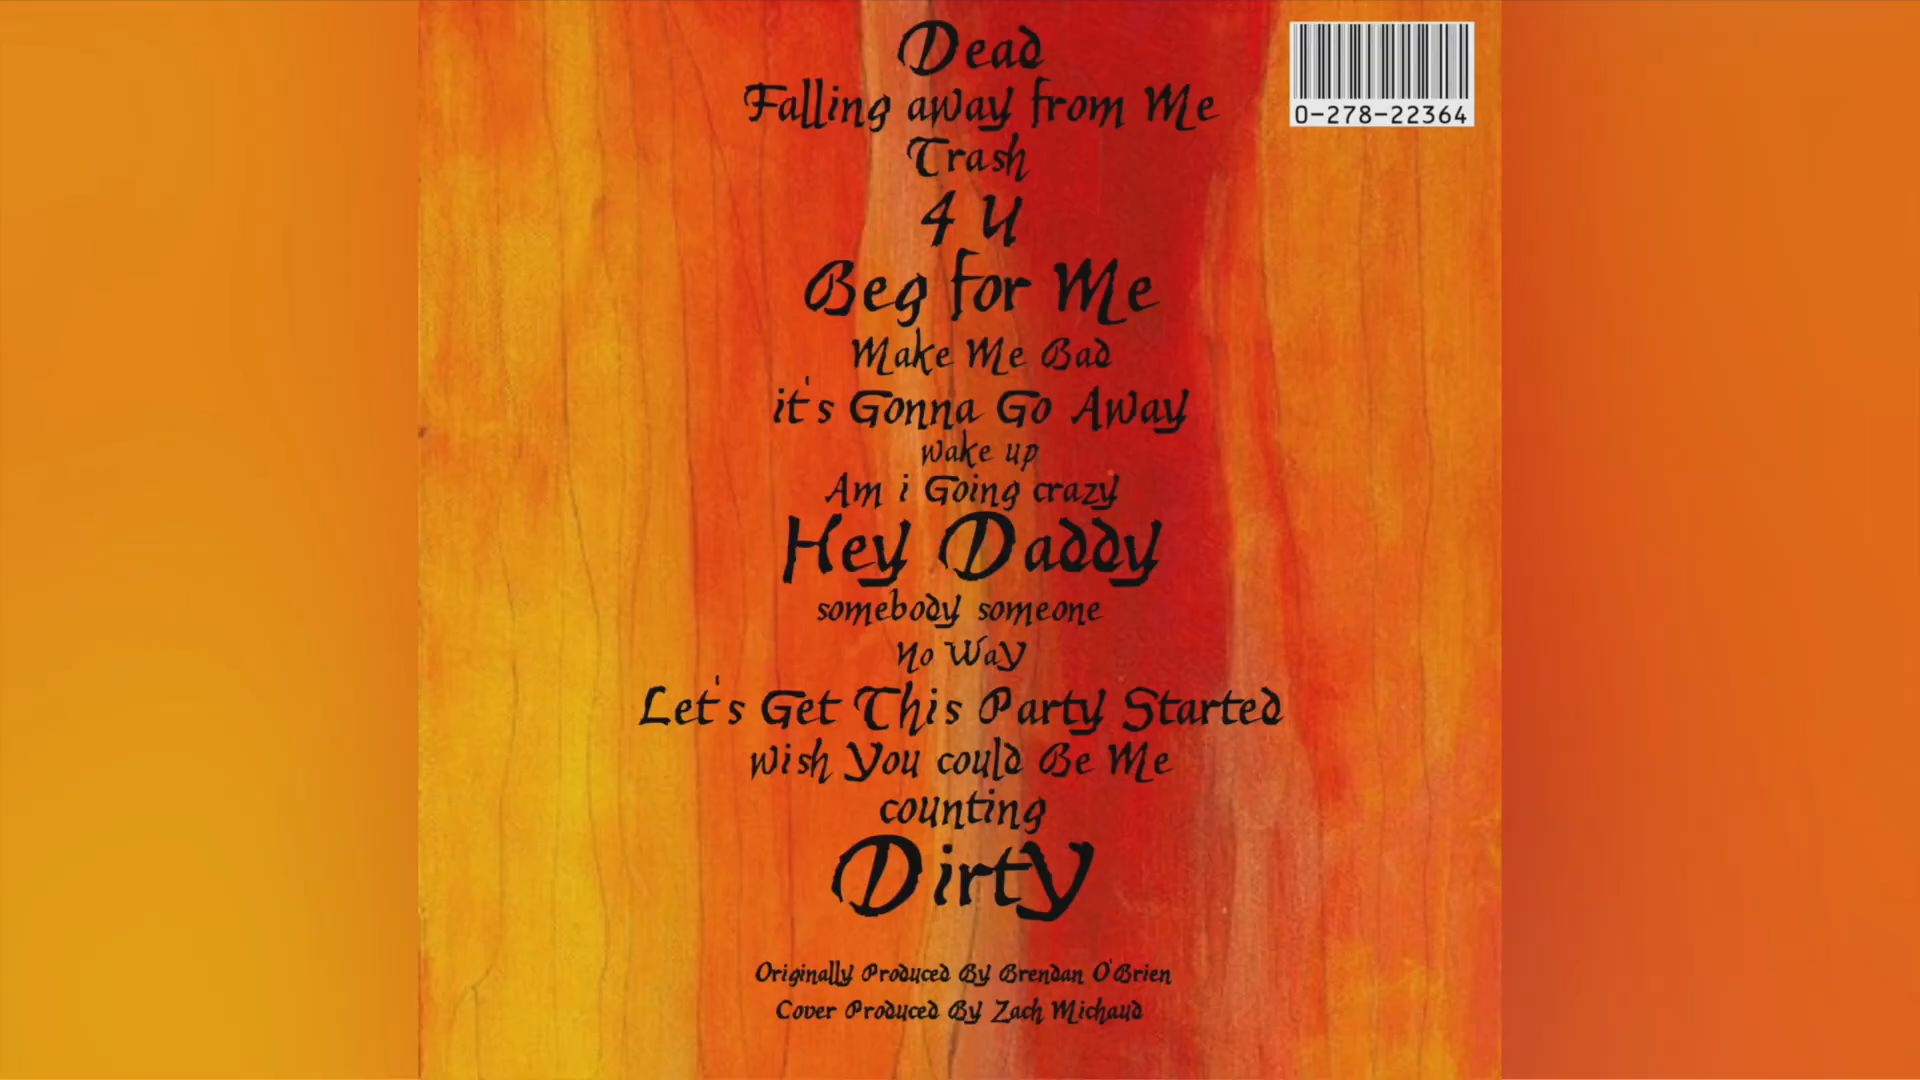 Dead
0-278-22364
Falling away from Me
Trash
4 U
Beg for Me
Make Me Bad
it's Gonna Go Away
wake up
Am i Going crazy
Hey Daddy
somebody someone
No Way
Let's Get This Party Started
wish You could Be Me
counting
Dirty
Originally Produced By Brendan O'Brien
Cover Produced By Zach Michaud